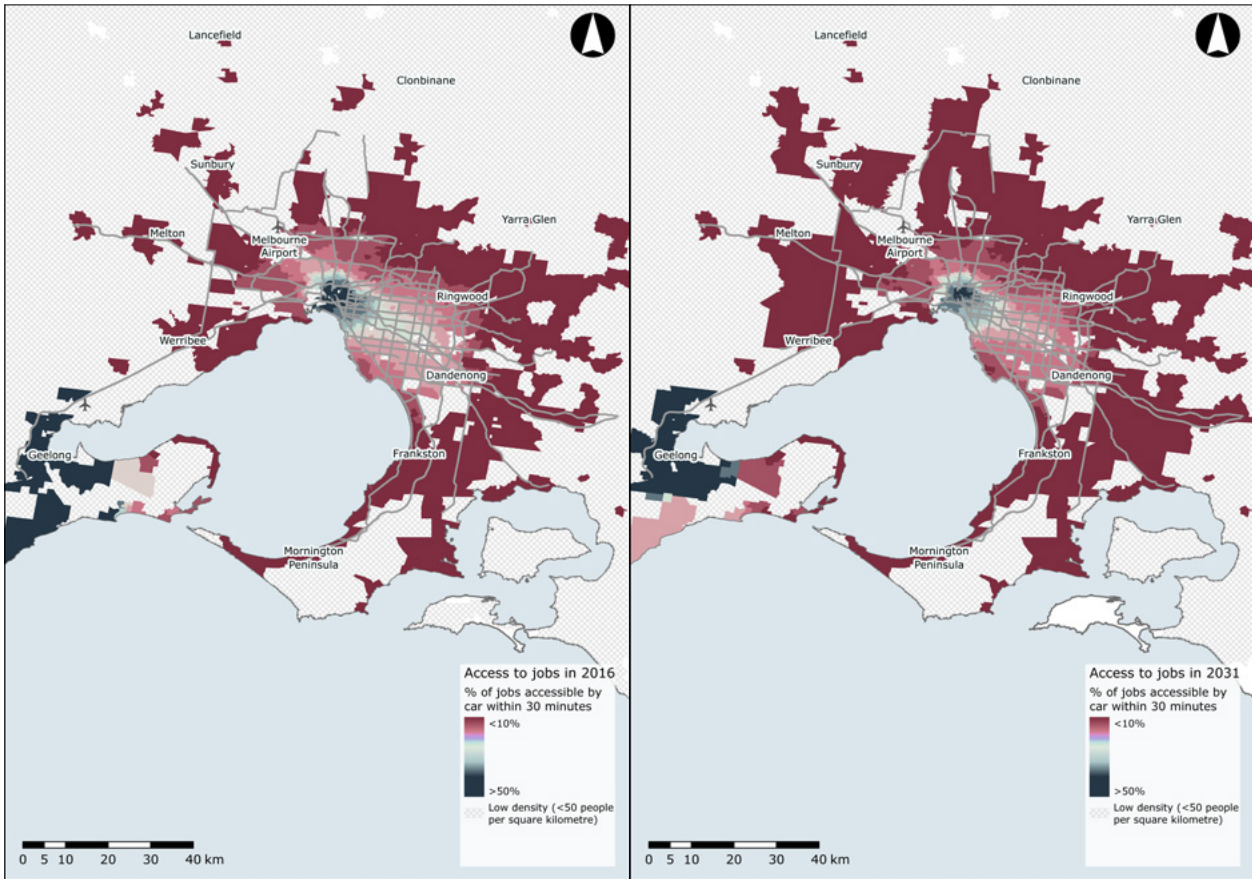 Lancefield
Clonbinane
Sunbury
Yarra Glen
Melton
Melbourne
Airport
Ringwood
Werribee
Dandenong
Geelong
Frankston
Mornington
Peninsula
Access to jobs in 2016
% of jobs accessible by
car within 30 minutes
<10%
>50%
Low density (<50 people
per square kilometre)
0 5 10 20 30 40 km
Lancefield
Clonbinane
Sunbury
Yarra Glen
Melton
Melbourne
Airport
Ringwood
Werribee
Dandenong
Geelong
Frankston
Mornington
Peninsula
Access to jobs in 2031
% of jobs accessible by
car within 30 minutes
<10%
>50%
Low density (<50 people
per square kilometre)
0 5 10 20 30 40 km